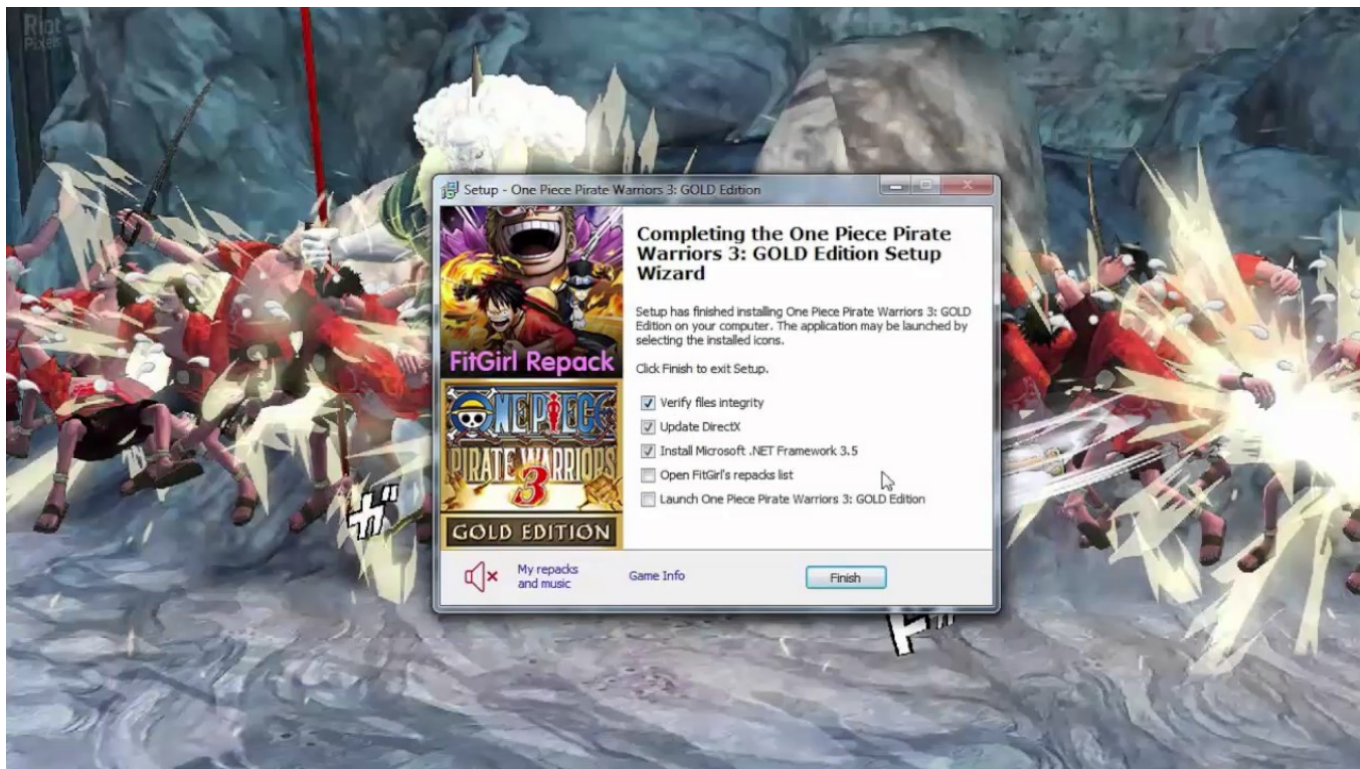 Riot
Pixels
Setup - One Piece Pirate Warriors 3: GOLD Edition
FitGirl Repack
ONE PIECE
PIRATE WARRIORS
3
GOLD EDITION
Completing the One Piece Pirate
Warriors 3: GOLD Edition Setup
Wizard
Setup has finished installing One Piece Pirate Warriors 3: GOLD
Edition on your computer. The application may be launched by
selecting the installed icons.
Click Finish to exit Setup.
Verify files integrity
Update DirectX
Install Microsoft .NET Framework 3.5
Open FitGirl's repacks list
Launch One Piece Pirate Warriors 3: GOLD Edition
My repacks
and music
Game Info
Finish
ガ